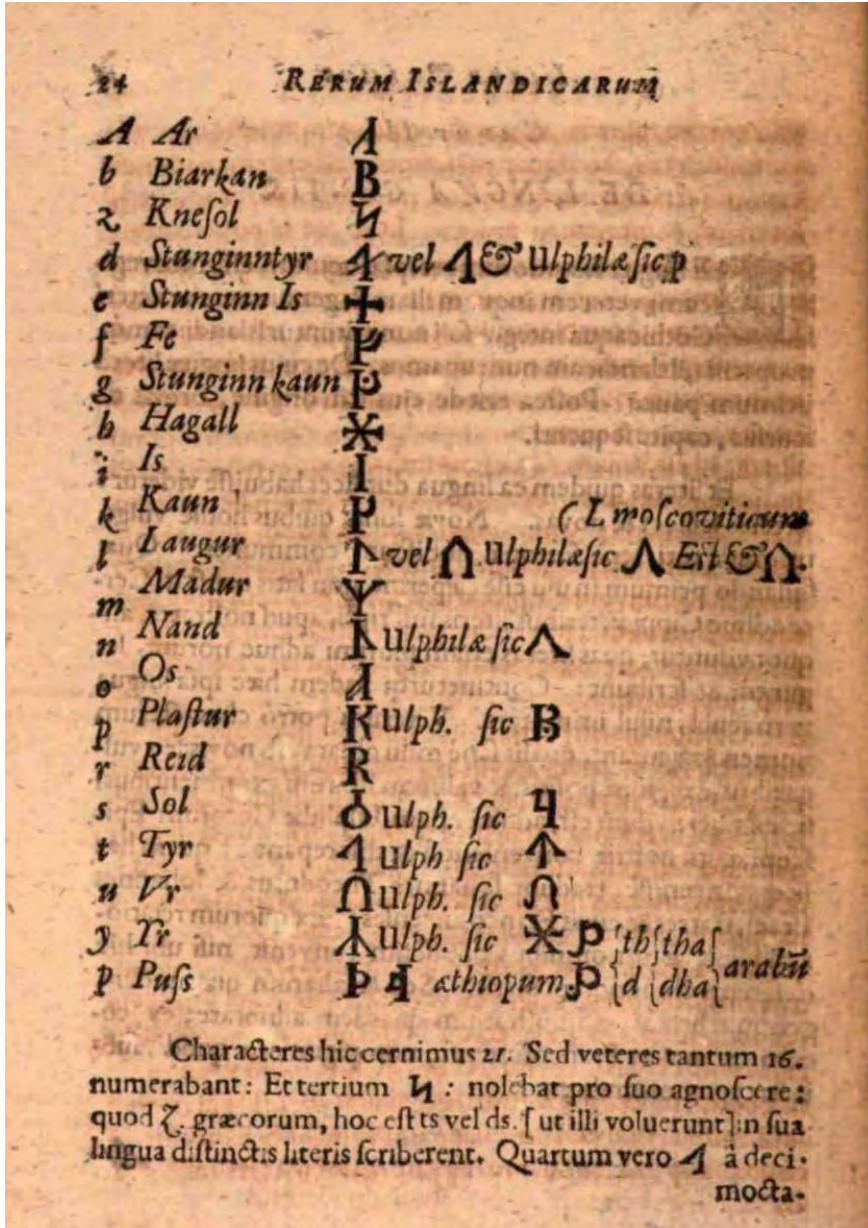 24 RERUM ISLANDICARUM
A Ar ᛅ
b Biarkan ᛒ
z Kneſol ᛋ
d Stunginntyr vel ᛐ & Ulphilæ ſic p
e Stunginn Is ᛂ
f Fe ᚠ
g Stunginn kaun ᚵ
h Hagall ᚼ
i Is ᛁ
k Kaun ᚴ (L moſcoviticum
l Laugur ᛚ vel ᑎ Ulphilæ ſic Λ Eſt & ᑎ.
m Madur ᛘ
n Nand ᚿ Ulphilæ ſic Λ
o Os
p Plaſtur K Ulph. ſic B
r Reid R
s Sol Ulph. ſic Ч
t Tyr ᛐ Ulph ſic ᛏ
u Vr ᑎ Ulph. ſic ᑎ
y Yr ᛦ Ulph. ſic ᚼ {th {tha {
p Puſs Þ æthiopum, {d {dha { arabū
Characteres hic cernimus 21. Sed veteres tantum 16.
numerabant: Et tertium Ч : nolebat pro ſuo agnoſcere:
quod ζ. græcorum, hoc eſt ts vel ds. [ ut illi voluerunt] in ſua
lingua diſtinctis literis ſcriberent. Quartum vero ᛐ à deci-
mocta-